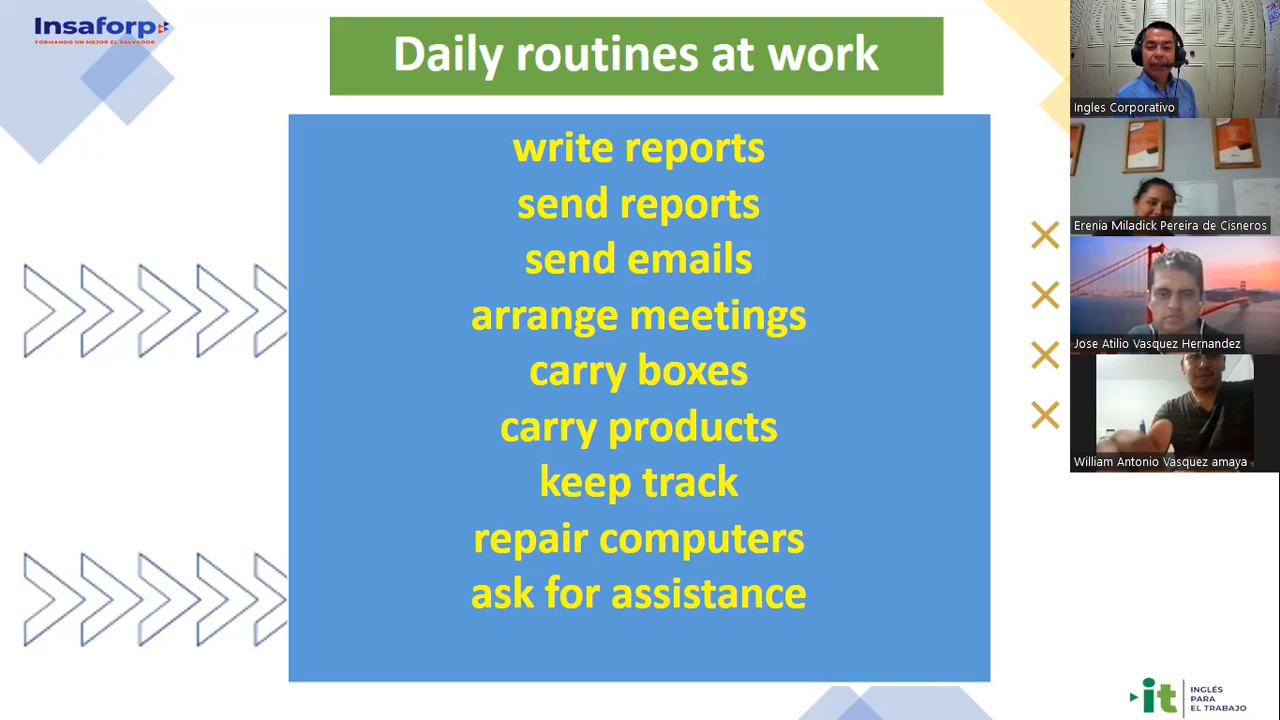 Insaforp
FORMANDO UN MEJOR EL SALVADOR
Daily routines at work
write reports
send reports
send emails
arrange meetings
carry boxes
carry products
keep track
repair computers
ask for assistance
Ingles Corporativo
Erenia Miladick Pereira de Cisneros
Jose Atilio Vasquez Hernandez
William Antonio Vasquez amaya
it
INGLÉS
PARA
EL TRABAJO